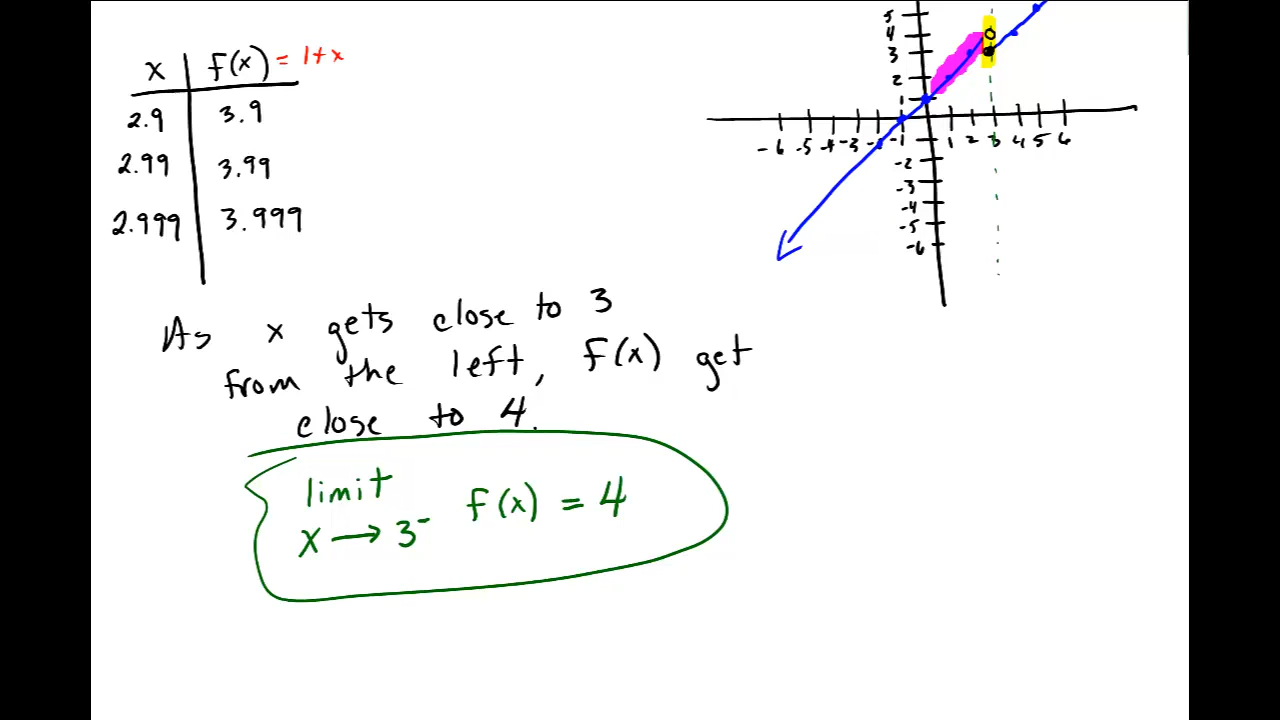 x f(x) = 1+x
2.9 3.9
2.99 3.99
2.999 3.999
5
4
3
2
1
-6 -5 -4 -3 -2 -1 1 2 3 4 5 6
-2
-3
-4
-5
-6
As x gets close to 3
from the left, f(x) get
close to 4.
limit f(x) = 4
x → 3⁻